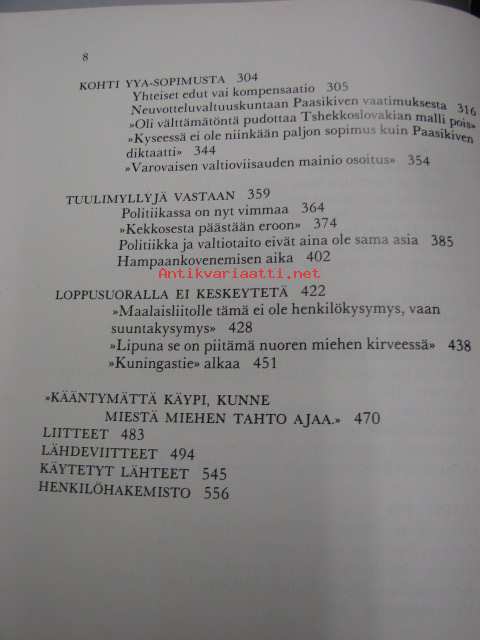 8
KOHTI YYA-SOPIMUSTA 304
Yhteiset edut vai kompensaatio 305
Neuvotteluvaltuuskuntaan Paasikiven vaatimuksesta 316
»Oli välttämätöntä pudottaa Tshekkoslovakian malli pois»
»Kyseessä ei ole niinkään paljon sopimus kuin Paasikiven
diktaatti» 344
»Varovaisen valtioviisauden mainio osoitus» 354
TUULIMYLLYJÄ VASTAAN 359
Politiikassa on nyt vimmaa 364
»Kekkosesta päästään eroon» 374
Politiikka ja valtiotaito eivät aina ole sama asia 385
Hampaankovenemisen aika 402
Antikvariaatti.net
LOPPUSUORALLA EI KESKEYTETÄ 422
»Maalaisliitolle tämä ei ole henkilökysymys, vaan
suuntakysymys» 428
»Lipuna se on piitämä nuoren miehen kirveessä» 438
»Kuningastie» alkaa 451
»KÄÄNTYMÄTTÄ KÄYPI, KUNNE
MIESTÄ MIEHEN TAHTO AJAA.» 470
LIITTEET 483
LÄHDEVIITTEET 494
KÄYTETYT LÄHTEET 545
HENKILÖHAKEMISTO 556